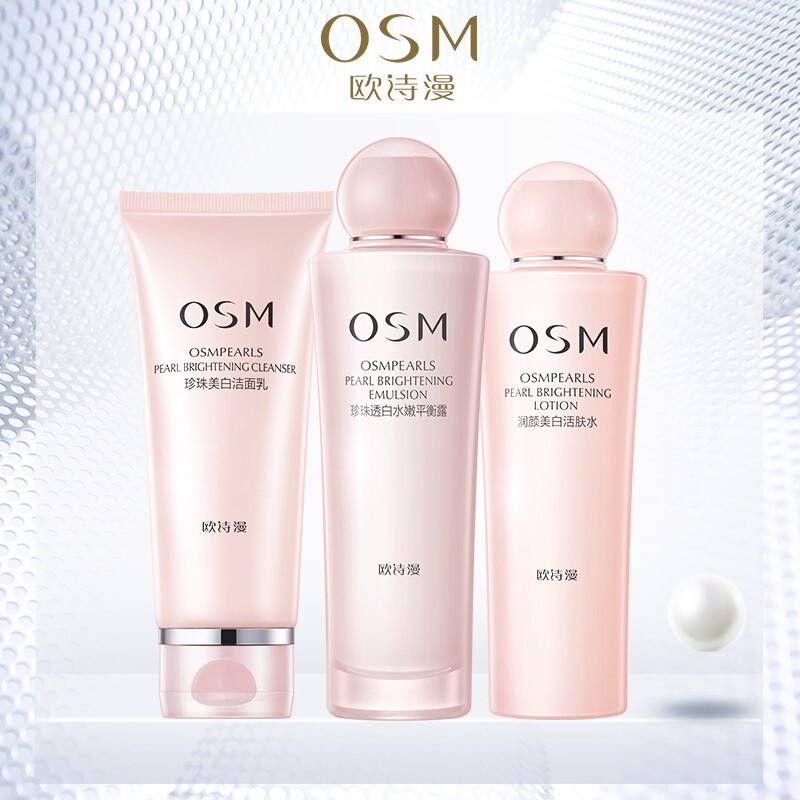 OSM
欧诗漫
OSM
OSMPEARLS
PEARL BRIGHTENING CLEANSER
珍珠美白洁面乳
欧诗漫
OSM
OSMPEARLS
PEARL BRIGHTENING
EMULSION
珍珠透白水嫩平衡露
欧诗漫
OSM
OSMPEARLS
PEARL BRIGHTENING
LOTION
润颜美白活肤水
欧诗漫